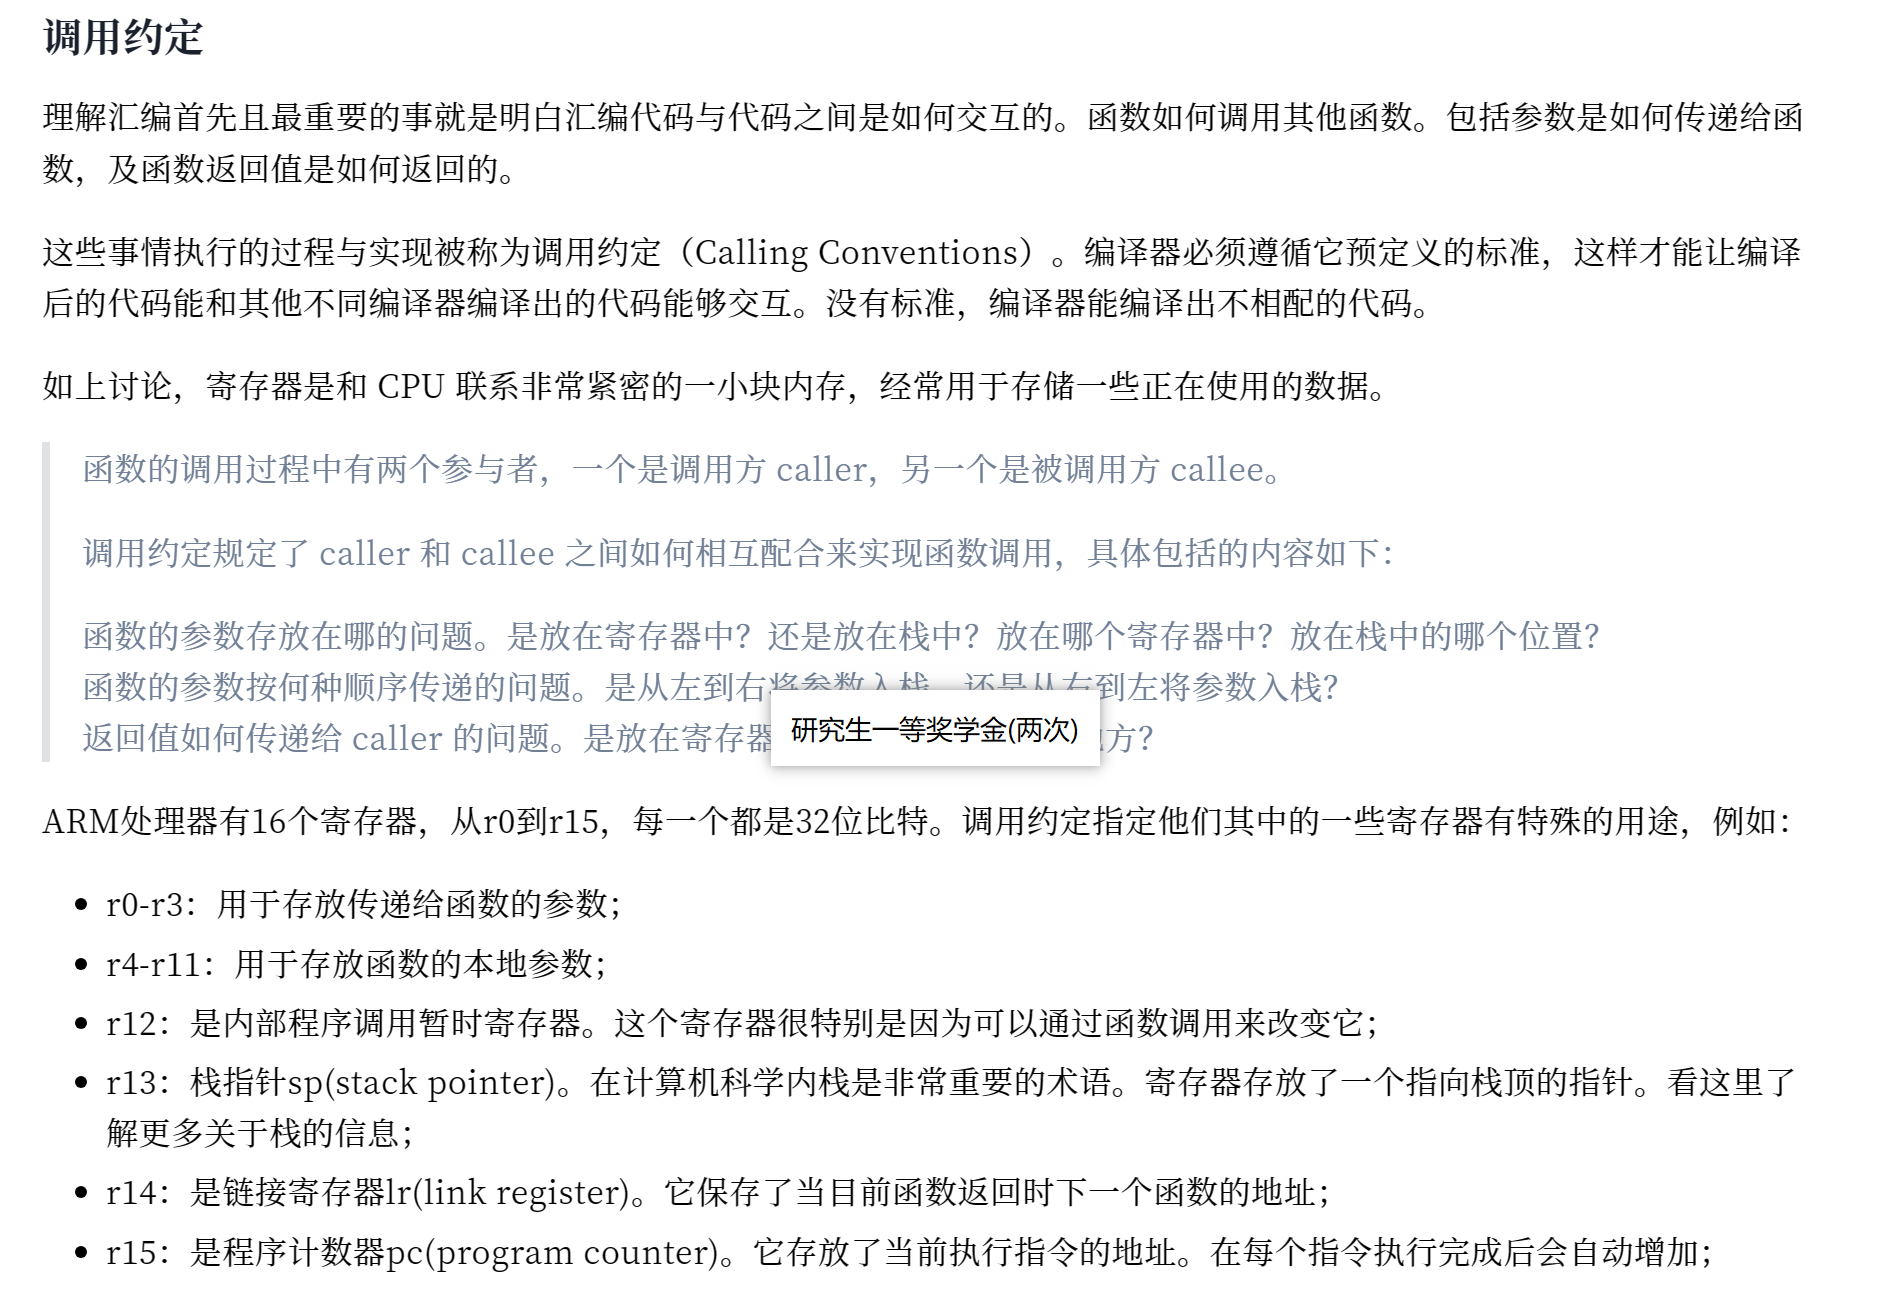 调用约定
理解汇编首先且最重要的事就是明白汇编代码与代码之间是如何交互的。函数如何调用其他函数。包括参数是如何传递给函
数，及函数返回值是如何返回的。
这些事情执行的过程与实现被称为调用约定（Calling Conventions）。编译器必须遵循它预定义的标准，这样才能让编译
后的代码能和其他不同编译器编译出的代码能够交互。没有标准，编译器能编译出不相配的代码。
如上讨论，寄存器是和 CPU 联系非常紧密的一小块内存，经常用于存储一些正在使用的数据。
函数的调用过程中有两个参与者，一个是调用方 caller，另一个是被调用方 callee。
调用约定规定了 caller 和 callee 之间如何相互配合来实现函数调用，具体包括的内容如下：
函数的参数存放在哪的问题。是放在寄存器中？还是放在栈中？放在哪个寄存器中？放在栈中的哪个位置？
函数的参数按何种顺序传递的问题。是从左到右将参数入栈，还是从右到左将参数入栈？
返回值如何传递给 caller 的问题。是放在寄存器 方？
研究生一等奖学金(两次)
ARM处理器有16个寄存器，从r0到r15，每一个都是32位比特。调用约定指定他们其中的一些寄存器有特殊的用途，例如：
r0-r3：用于存放传递给函数的参数；
r4-r11：用于存放函数的本地参数；
r12：是内部程序调用暂时寄存器。这个寄存器很特别是因为可以通过函数调用来改变它；
r13：栈指针sp(stack pointer)。在计算机科学内栈是非常重要的术语。寄存器存放了一个指向栈顶的指针。看这里了
解更多关于栈的信息；
r14：是链接寄存器lr(link register)。它保存了当目前函数返回时下一个函数的地址；
r15：是程序计数器pc(program counter)。它存放了当前执行指令的地址。在每个指令执行完成后会自动增加；